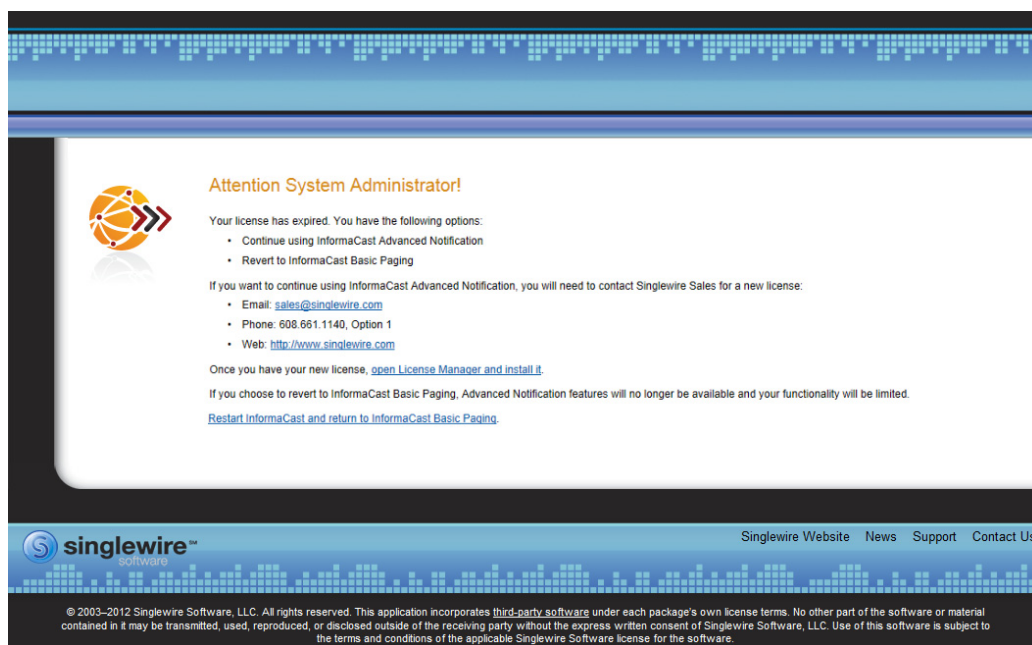 Attention System Administrator!
Your license has expired. You have the following options:
• Continue using InformaCast Advanced Notification
• Revert to InformaCast Basic Paging
If you want to continue using InformaCast Advanced Notification, you will need to contact Singlewire Sales for a new license:
• Email: sales@singlewire.com
• Phone: 608.661.1140, Option 1
• Web: http://www.singlewire.com
Once you have your new license, open License Manager and install it.
If you choose to revert to InformaCast Basic Paging, Advanced Notification features will no longer be available and your functionality will be limited.
Restart InformaCast and return to InformaCast Basic Paging.
Singlewire Website News Support Contact Us
singlewire℠
software
© 2003–2012 Singlewire Software, LLC. All rights reserved. This application incorporates third-party software under each package's own license terms. No other part of the software or material
contained in it may be transmitted, used, reproduced, or disclosed outside of the receiving party without the express written consent of Singlewire Software, LLC. Use of this software is subject to
the terms and conditions of the applicable Singlewire Software license for the software.